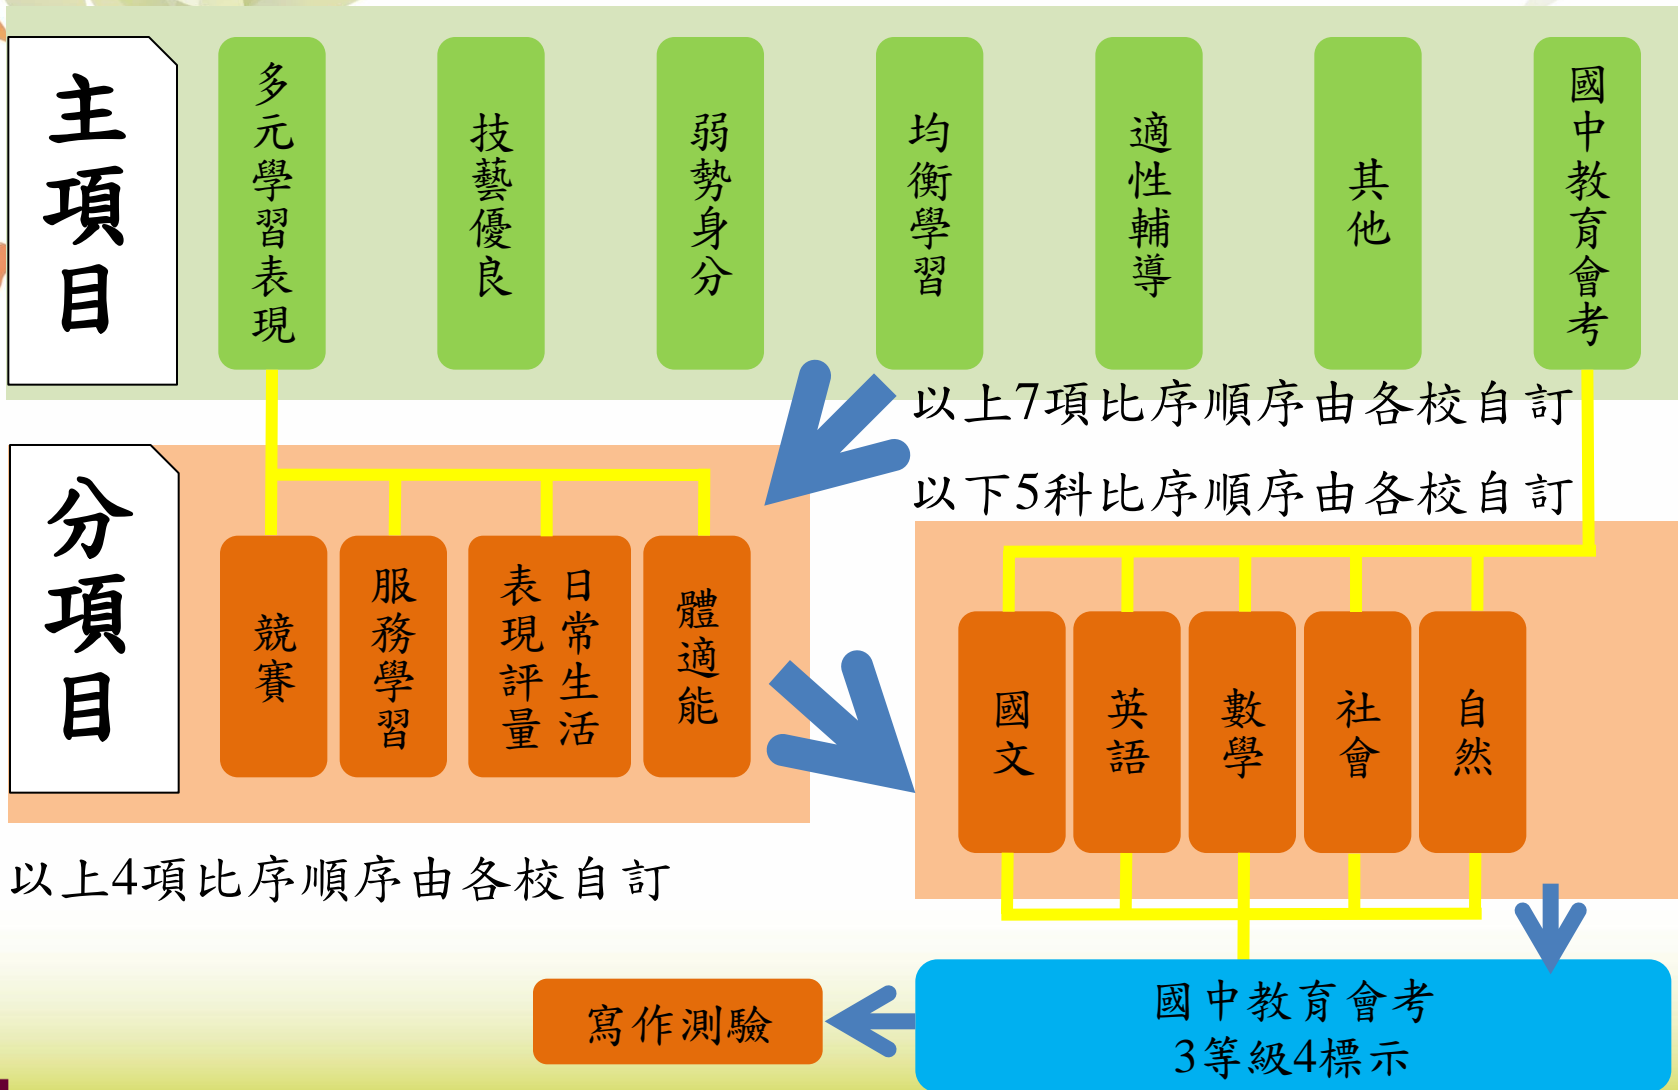 主項目
多元學習表現
技藝優良
弱勢身分
均衡學習
適性輔導
其他
國中教育會考
以上7項比序順序由各校自訂
以下5科比序順序由各校自訂
分項目
競賽
服務學習
日常生活
表現評量
體適能
國文
英語
數學
社會
自然
以上4項比序順序由各校自訂
國中教育會考
3等級4標示
寫作測驗